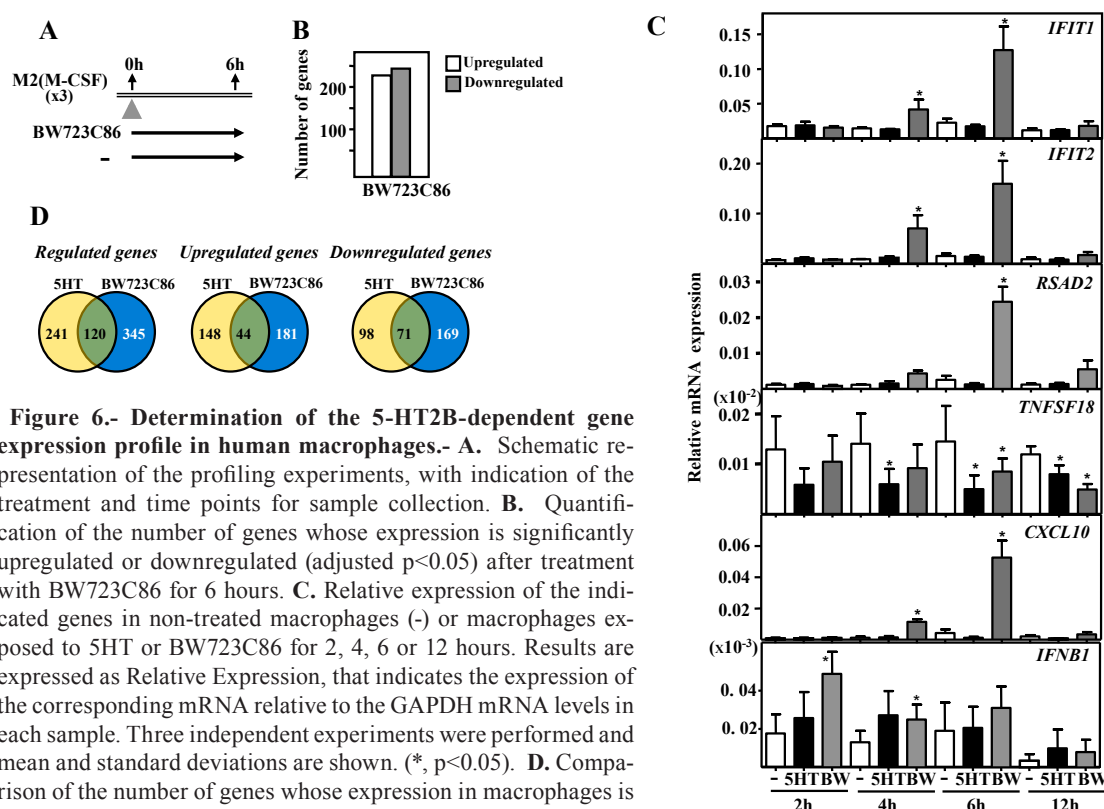 A
0h 6h
M2(M-CSF)
(x3)
BW723C86
-
B
Number of genes
200
100
BW723C86
Upregulated
Downregulated
D
Regulated genes Upregulated genes Downregulated genes
5HT BW723C86 5HT BW723C86 5HT BW723C86
241 120 345 148 44 181 98 71 169
Figure 6.- Determination of the 5-HT2B-dependent gene
expression profile in human macrophages.- A. Schematic re-
presentation of the profiling experiments, with indication of the
treatment and time points for sample collection. B. Quantifi-
cation of the number of genes whose expression is significantly
upregulated or downregulated (adjusted p<0.05) after treatment
with BW723C86 for 6 hours. C. Relative expression of the indi-
cated genes in non-treated macrophages (-) or macrophages ex-
posed to 5HT or BW723C86 for 2, 4, 6 or 12 hours. Results are
expressed as Relative Expression, that indicates the expression of
the corresponding mRNA relative to the GAPDH mRNA levels in
each sample. Three independent experiments were performed and
mean and standard deviations are shown. (*, p<0.05). D. Compa-
rison of the number of genes whose expression in macrophages is
C
Relative mRNA expression
IFIT1
0.15
0.05
* *
IFIT2
0.20
0.10
* *
RSAD2
0.03
0.01
*
(x10-2)
TNFSF18
0.02
0.01
* * * * *
CXCL10
0.06
0.04
0.02
* *
(x10-3)
IFNB1
0. 04
0. 02
* *
- 5HT BW - 5HT BW - 5HT BW - 5HT BW
2h 4h 6h 12h